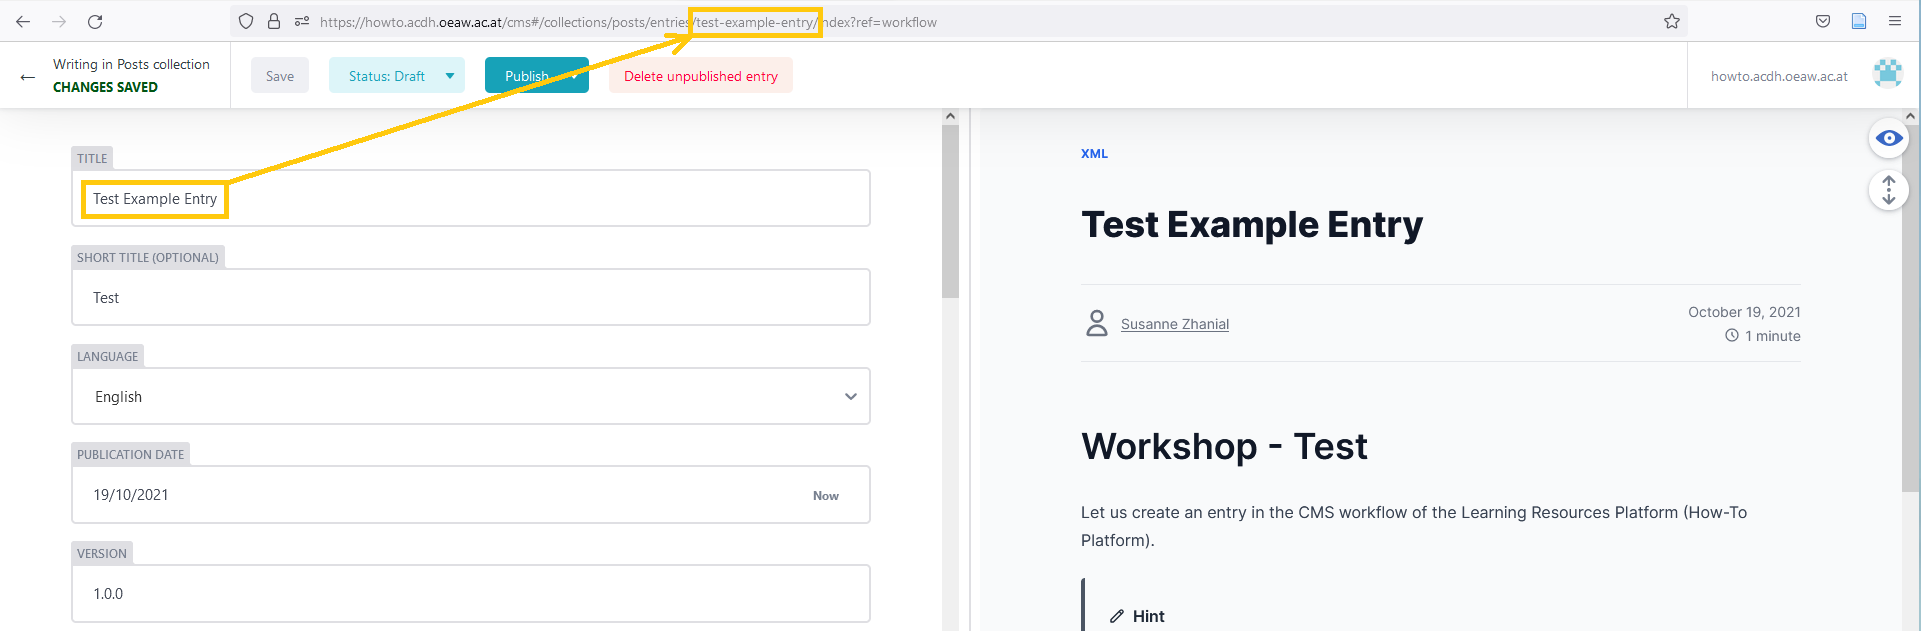 https://howto.acdh.oeaw.ac.at/cms#/collections/posts/entries/test-example-entry/index?ref=workflow
Writing in Posts collection
CHANGES SAVED
Save
Status: Draft
Publish
Delete unpublished entry
howto.acdh.oeaw.ac.at
TITLE
Test Example Entry
SHORT TITLE (OPTIONAL)
Test
LANGUAGE
English
PUBLICATION DATE
19/10/2021
Now
VERSION
1.0.0
XML
Test Example Entry
Susanne Zhanial
October 19, 2021
1 minute
Workshop - Test
Let us create an entry in the CMS workflow of the Learning Resources Platform (How-To
Platform).
Hint